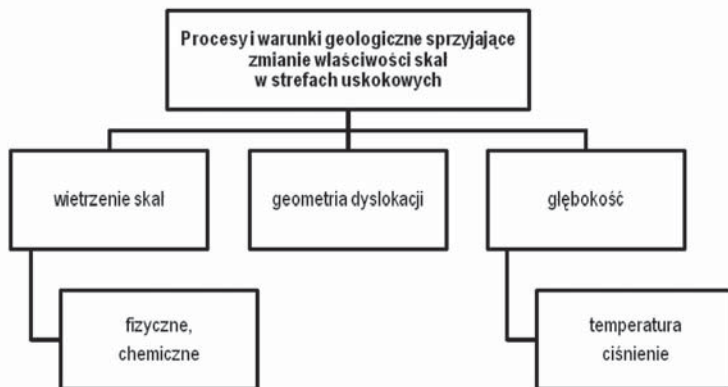 Procesy i warunki geologiczne sprzyjające
zmianie właściwości skał
w strefach uskokowych
wietrzenie skał
geometria dyslokacji
głębokość
fizyczne,
chemiczne
temperatura
ciśnienie